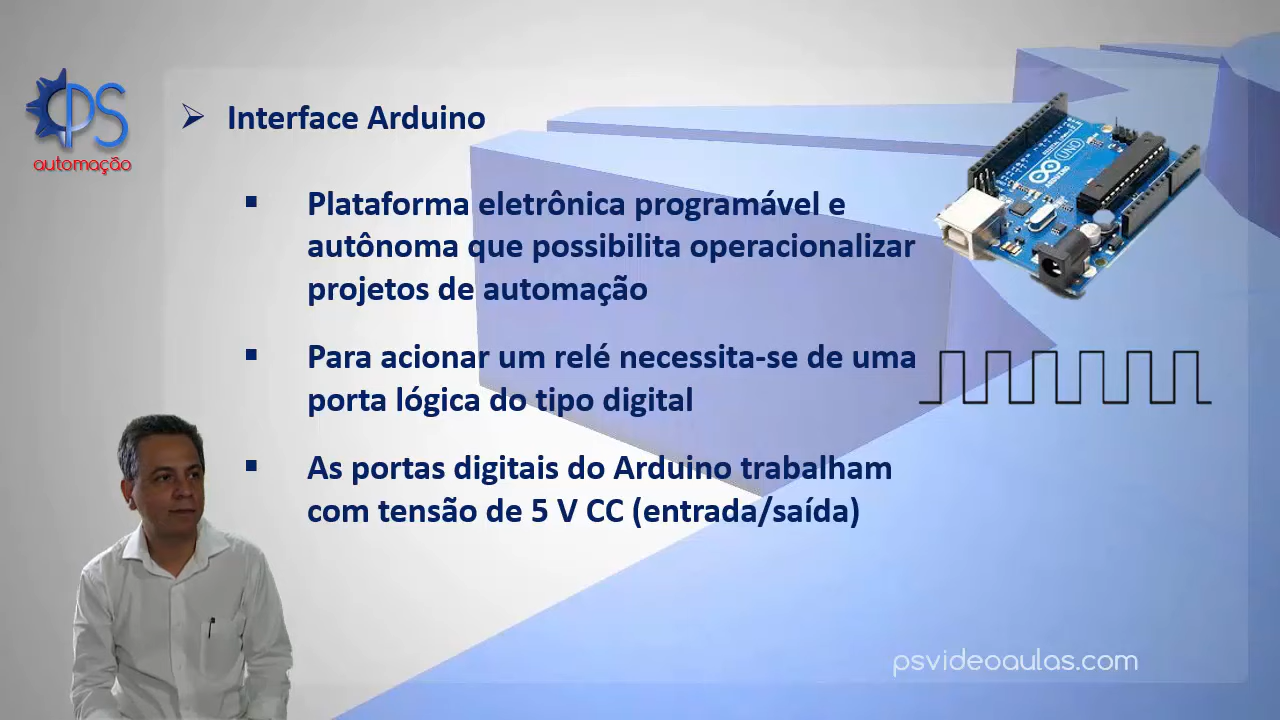 PS
automação
Interface Arduino
Plataforma eletrônica programável e
autônoma que possibilita operacionalizar
projetos de automação
Para acionar um relé necessita-se de uma
porta lógica do tipo digital
As portas digitais do Arduino trabalham
com tensão de 5 V CC (entrada/saída)
UNO
ARDUINO
psvideoaulas.com